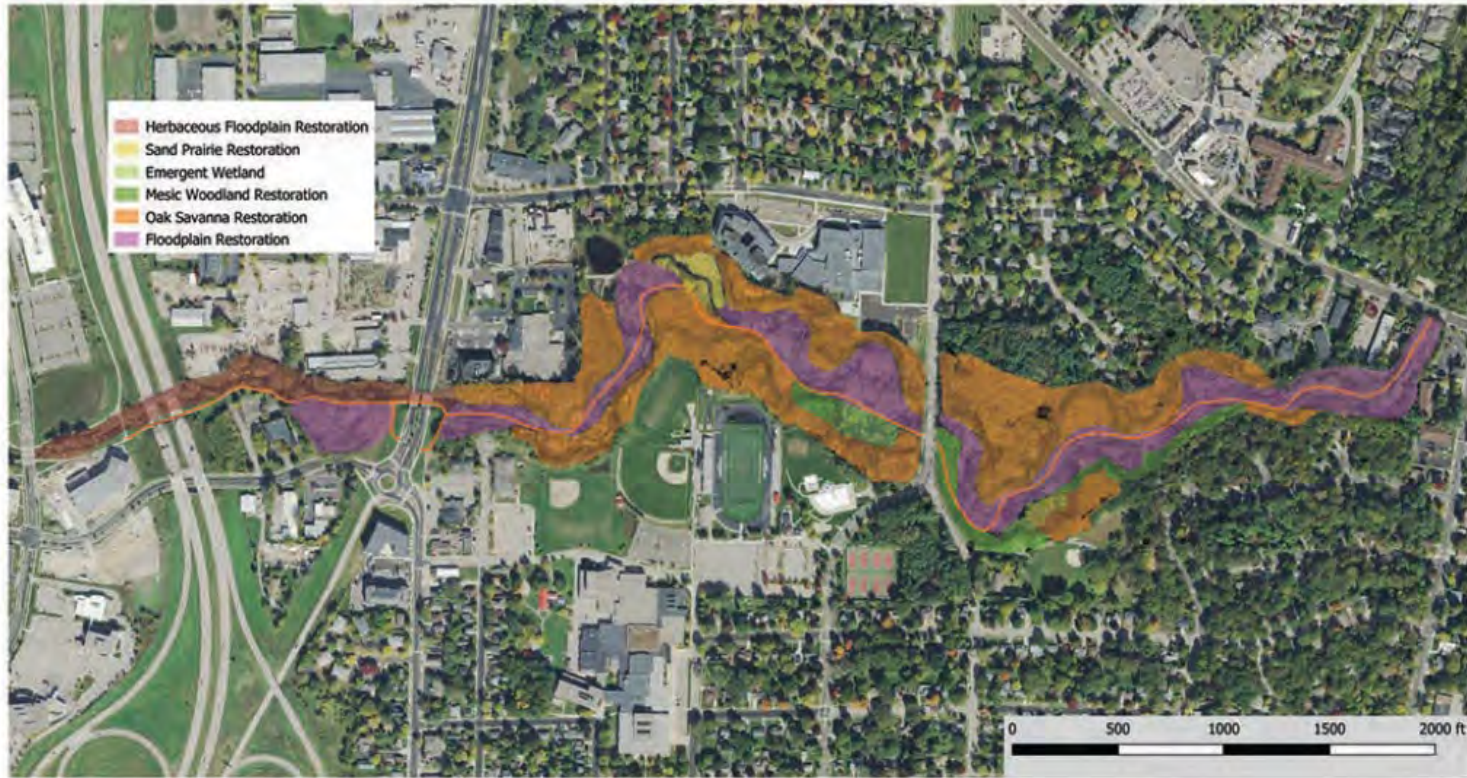 Herbaceous Floodplain Restoration
Sand Prairie Restoration
Emergent Wetland
Mesic Woodland Restoration
Oak Savanna Restoration
Floodplain Restoration
0 500 1000 1500 2000 ft